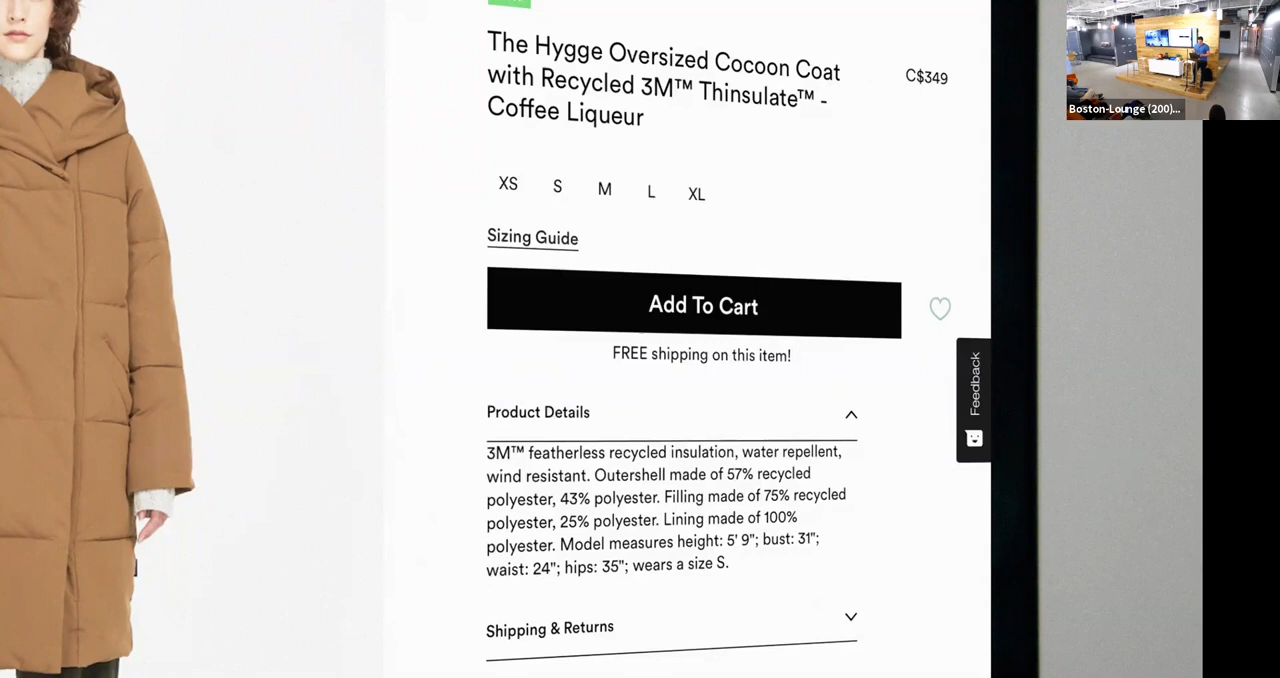 The Hygge Oversized Cocoon Coat
with Recycled 3M™ Thinsulate™ -
Coffee Liqueur
C$349
XS S M L XL
Sizing Guide
Add To Cart
FREE shipping on this item!
Feedback
Product Details
3M™ featherless recycled insulation, water repellent,
wind resistant. Outershell made of 57% recycled
polyester, 43% polyester. Filling made of 75% recycled
polyester, 25% polyester. Lining made of 100%
polyester. Model measures height: 5' 9"; bust: 31";
waist: 24"; hips: 35"; wears a size S.
Shipping & Returns
Boston-Lounge (200)...